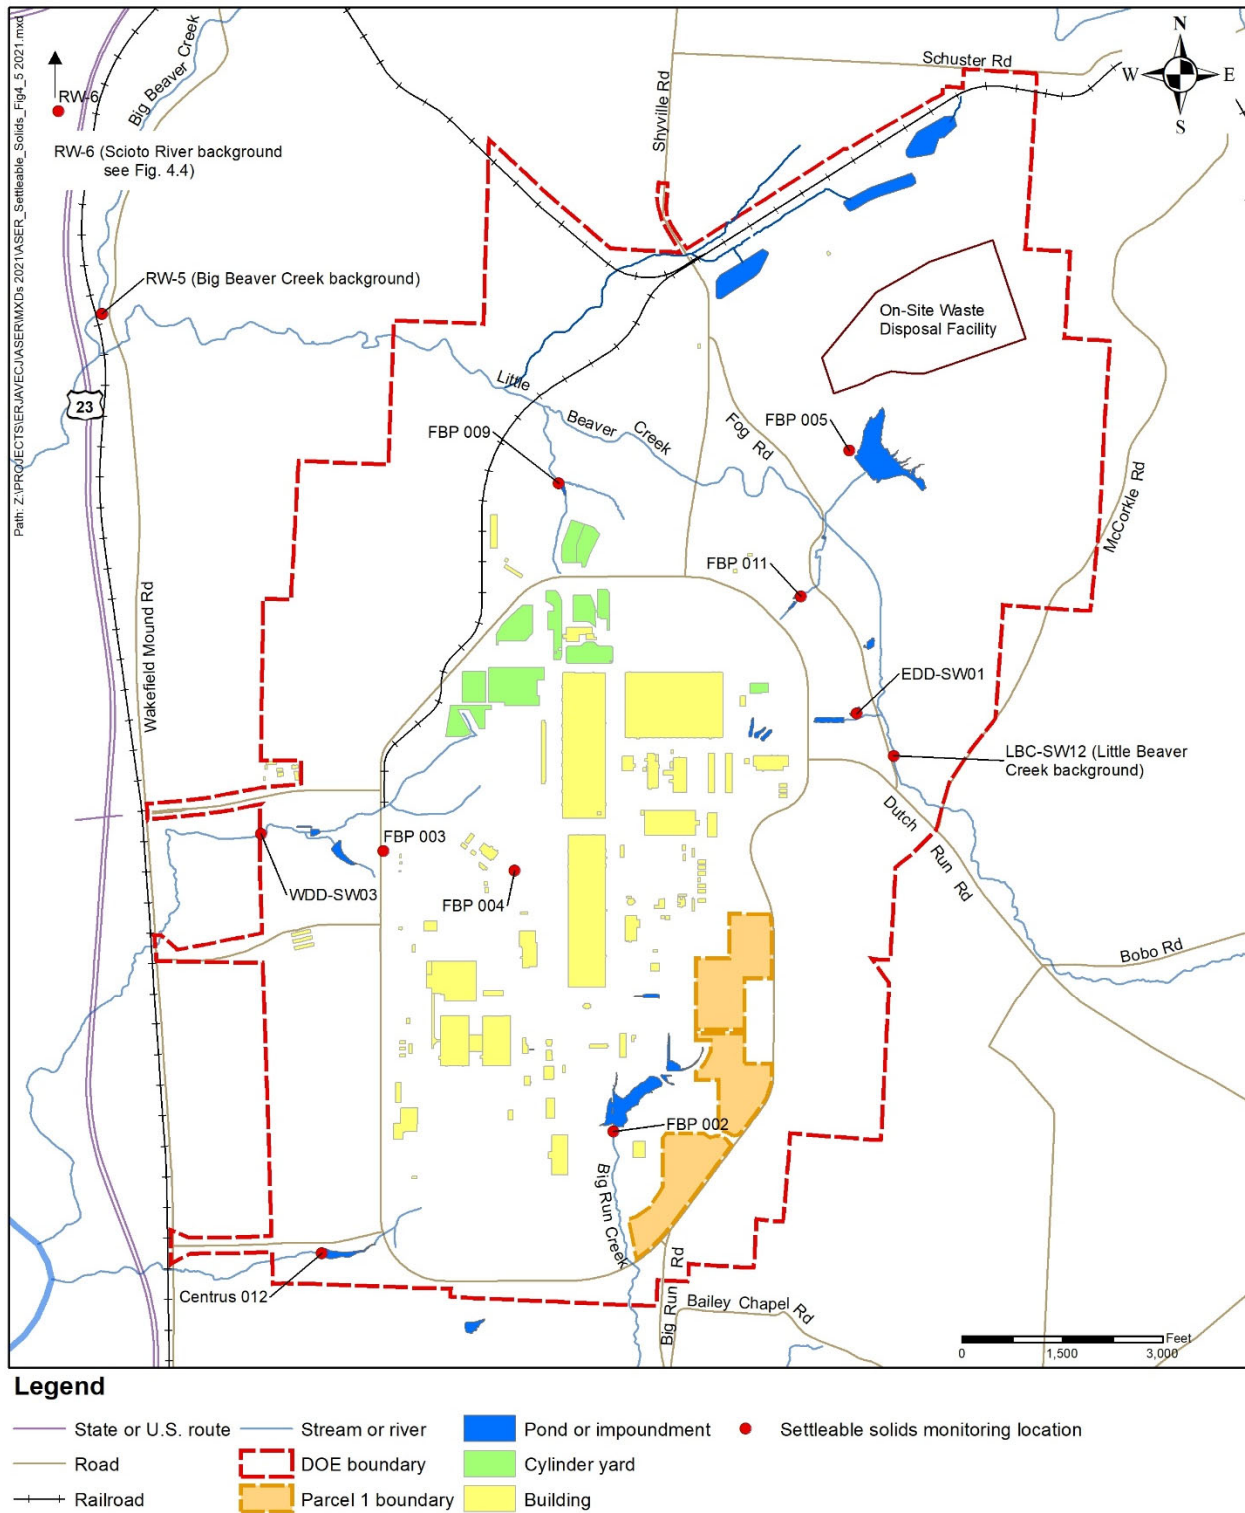 Path: Z:\PROJECTS\ERJAVECJ\ASER\MXDs 2021\ASER_Settleable_Solids_Fig4_5 2021.mxd
Big Beaver Creek
RW-6
RW-6 (Scioto River background
see Fig. 4.4)
RW-5 (Big Beaver Creek background)
23
Wakefield Mound Rd
Shyville Rd
Schuster Rd
N
W
E
S
On-Site Waste
Disposal Facility
Little
Beaver
Creek
FBP 009
Fog Rd
FBP 005
McCorkle Rd
FBP 011
EDD-SW01
LBC-SW12 (Little Beaver
Creek background)
Dutch
Run
Rd
Bobo Rd
FBP 003
WDD-SW03
FBP 004
FBP 002
Big Run Creek
Centrus 012
Big Run Rd
Bailey Chapel Rd
Feet
0 1,500 3,000
Legend
State or U.S. route
Stream or river
Pond or impoundment
Settleable solids monitoring location
Road
DOE boundary
Cylinder yard
Railroad
Parcel 1 boundary
Building